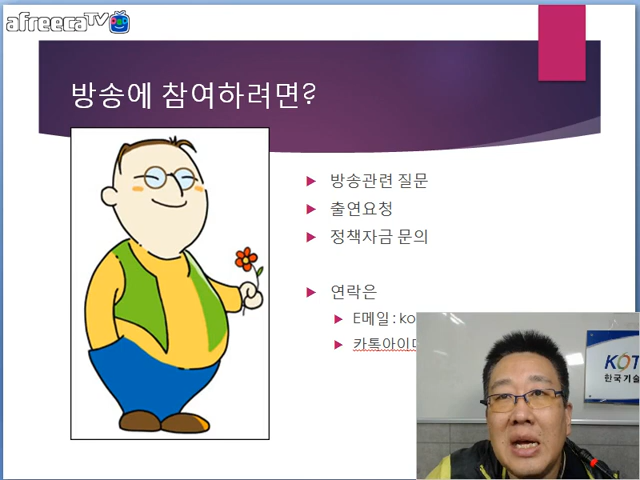 afreecaTV
방송에 참여하려면?
방송관련 질문
출연요청
정책자금 문의
연락은
E메일 : ko
카톡아이디
KOT
한국기술